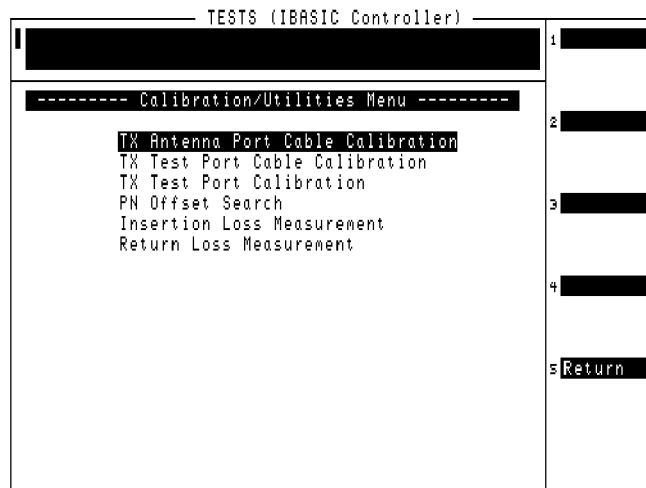 TESTS (IBASIC Controller)
--------- Calibration/Utilities Menu ---------
TX Antenna Port Cable Calibration
TX Test Port Cable Calibration
TX Test Port Calibration
PN Offset Search
Insertion Loss Measurement
Return Loss Measurement
1
2
3
4
5 Return